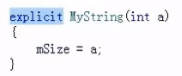 explicit MyString(int a)
{
    mSize = a;
}